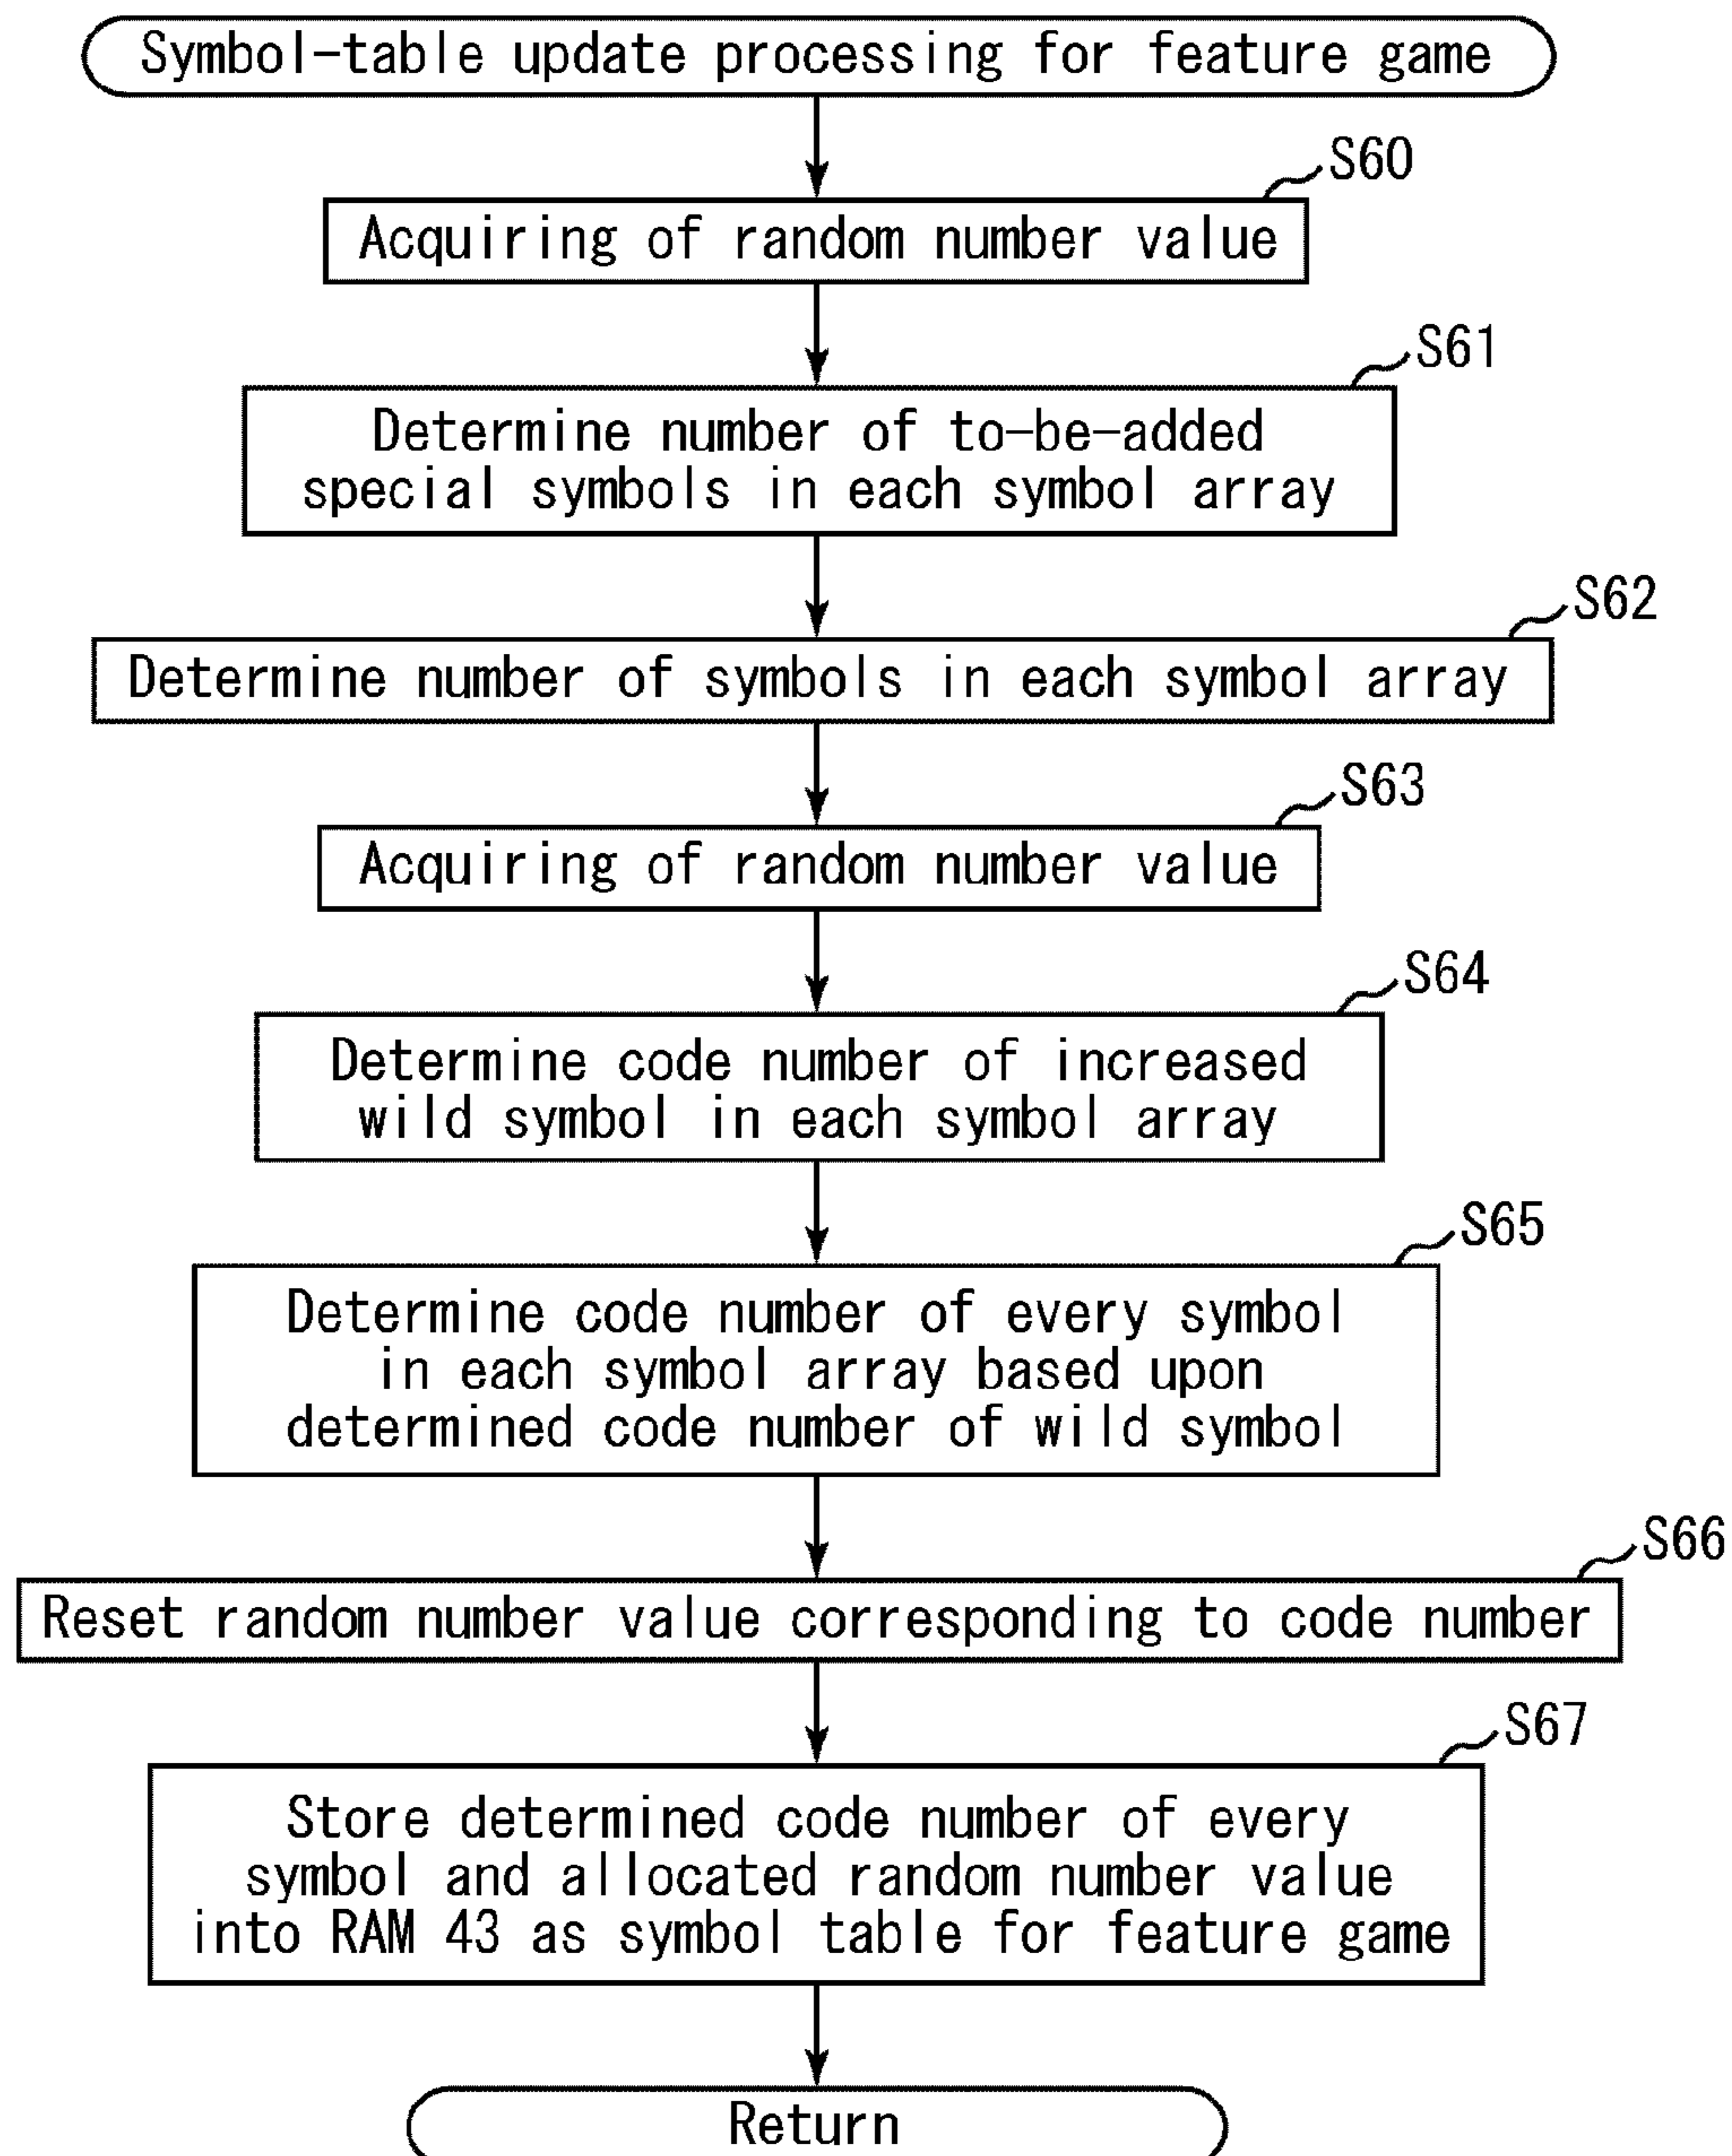 Symbol-table update processing for feature game
S60
Acquiring of random number value
S61
Determine number of to-be-added
special symbols in each symbol array
S62
Determine number of symbols in each symbol array
S63
Acquiring of random number value
S64
Determine code number of increased
wild symbol in each symbol array
S65
Determine code number of every symbol
in each symbol array based upon
determined code number of wild symbol
S66
Reset random number value corresponding to code number
S67
Store determined code number of every
symbol and allocated random number value
into RAM 43 as symbol table for feature game
Return